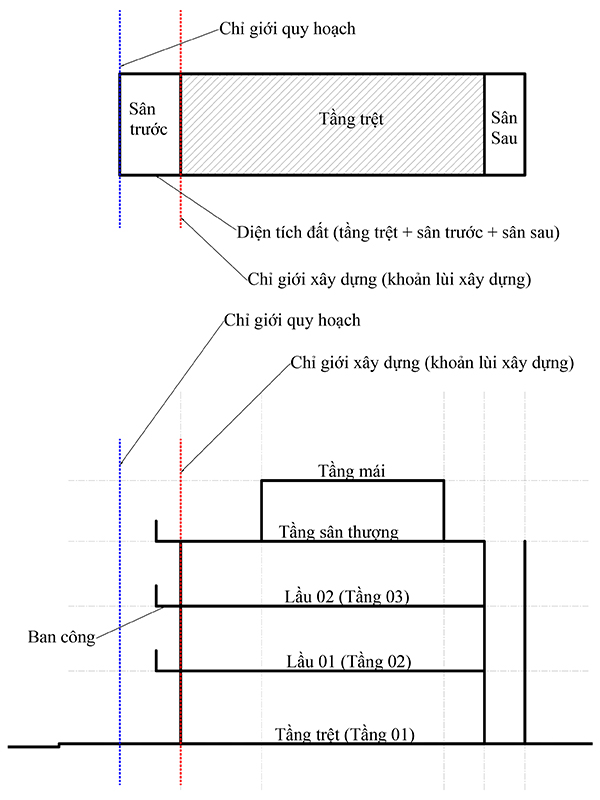 Chỉ giới quy hoạch
Sân
trước
Tầng trệt
Sân
Sau
Diện tích đất (tầng trệt + sân trước + sân sau)
Chỉ giới xây dựng (khoản lùi xây dựng)
Chỉ giới quy hoạch
Chỉ giới xây dựng (khoản lùi xây dựng)
Tầng mái
Tầng sân thượng
Lầu 02 (Tầng 03)
Ban công
Lầu 01 (Tầng 02)
Tầng trệt (Tầng 01)